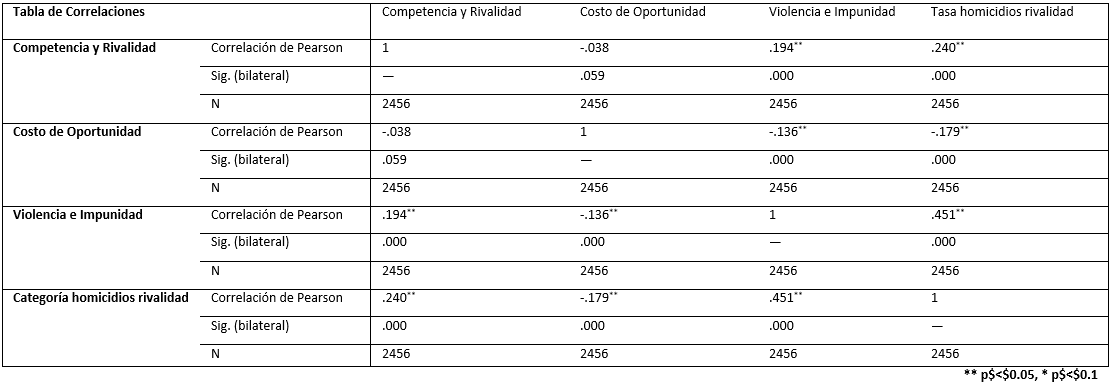 Tabla de Correlaciones Competencia y Rivalidad Costo de Oportunidad Violencia e Impunidad Tasa homicidios rivalidad
Competencia y Rivalidad Correlación de Pearson 1 -.038 .194** .240**
Sig. (bilateral) — .059 .000 .000
N 2456 2456 2456 2456
Costo de Oportunidad Correlación de Pearson -.038 1 -.136** -.179**
Sig. (bilateral) .059 — .000 .000
N 2456 2456 2456 2456
Violencia e Impunidad Correlación de Pearson .194** -.136** 1 .451**
Sig. (bilateral) .000 .000 — .000
N 2456 2456 2456 2456
Categoría homicidios rivalidad Correlación de Pearson .240** -.179** .451** 1
Sig. (bilateral) .000 .000 .000 —
N 2456 2456 2456 2456
** p$<$0.05, * p$<$0.1